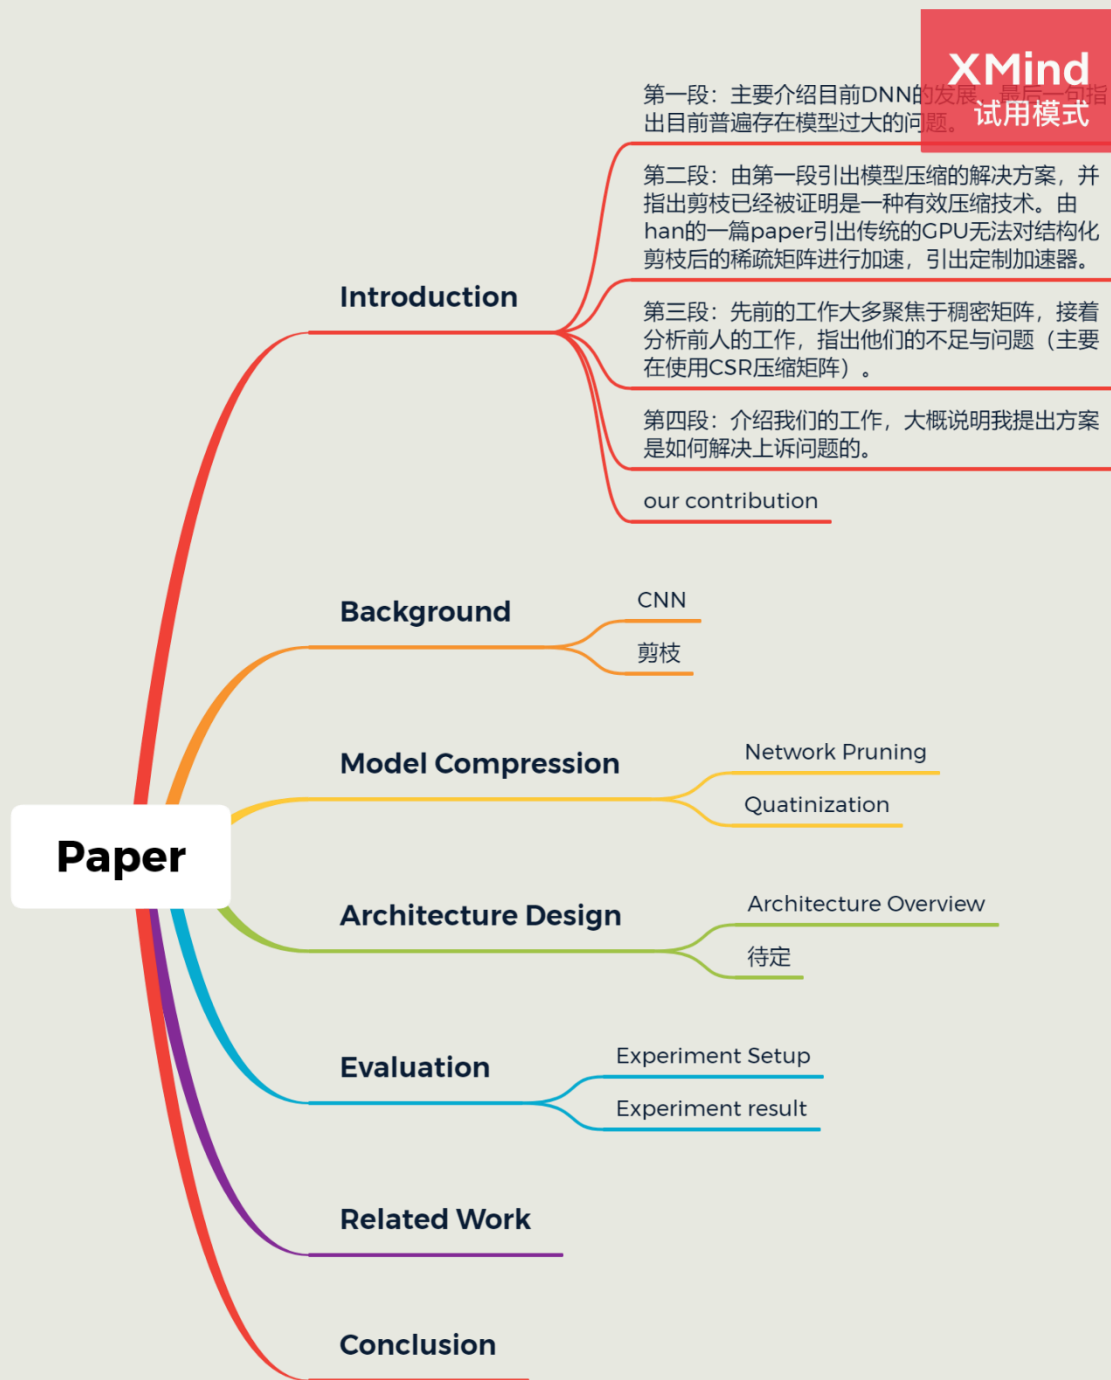 XMind
试用模式
第一段：主要介绍目前DNN的发展，最后一句指
出目前普遍存在模型过大的问题。
第二段：由第一段引出模型压缩的解决方案，并
指出剪枝已经被证明是一种有效压缩技术。由
han的一篇paper引出传统的GPU无法对结构化
剪枝后的稀疏矩阵进行加速，引出定制加速器。
Introduction
第三段：先前的工作大多聚焦于稠密矩阵，接着
分析前人的工作，指出他们的不足与问题（主要
在使用CSR压缩矩阵）。
第四段：介绍我们的工作，大概说明我提出方案
是如何解决上诉问题的。
our contribution
Background
CNN
剪枝
Model Compression
Network Pruning
Quatinization
Paper
Architecture Design
Architecture Overview
待定
Evaluation
Experiment Setup
Experiment result
Related Work
Conclusion